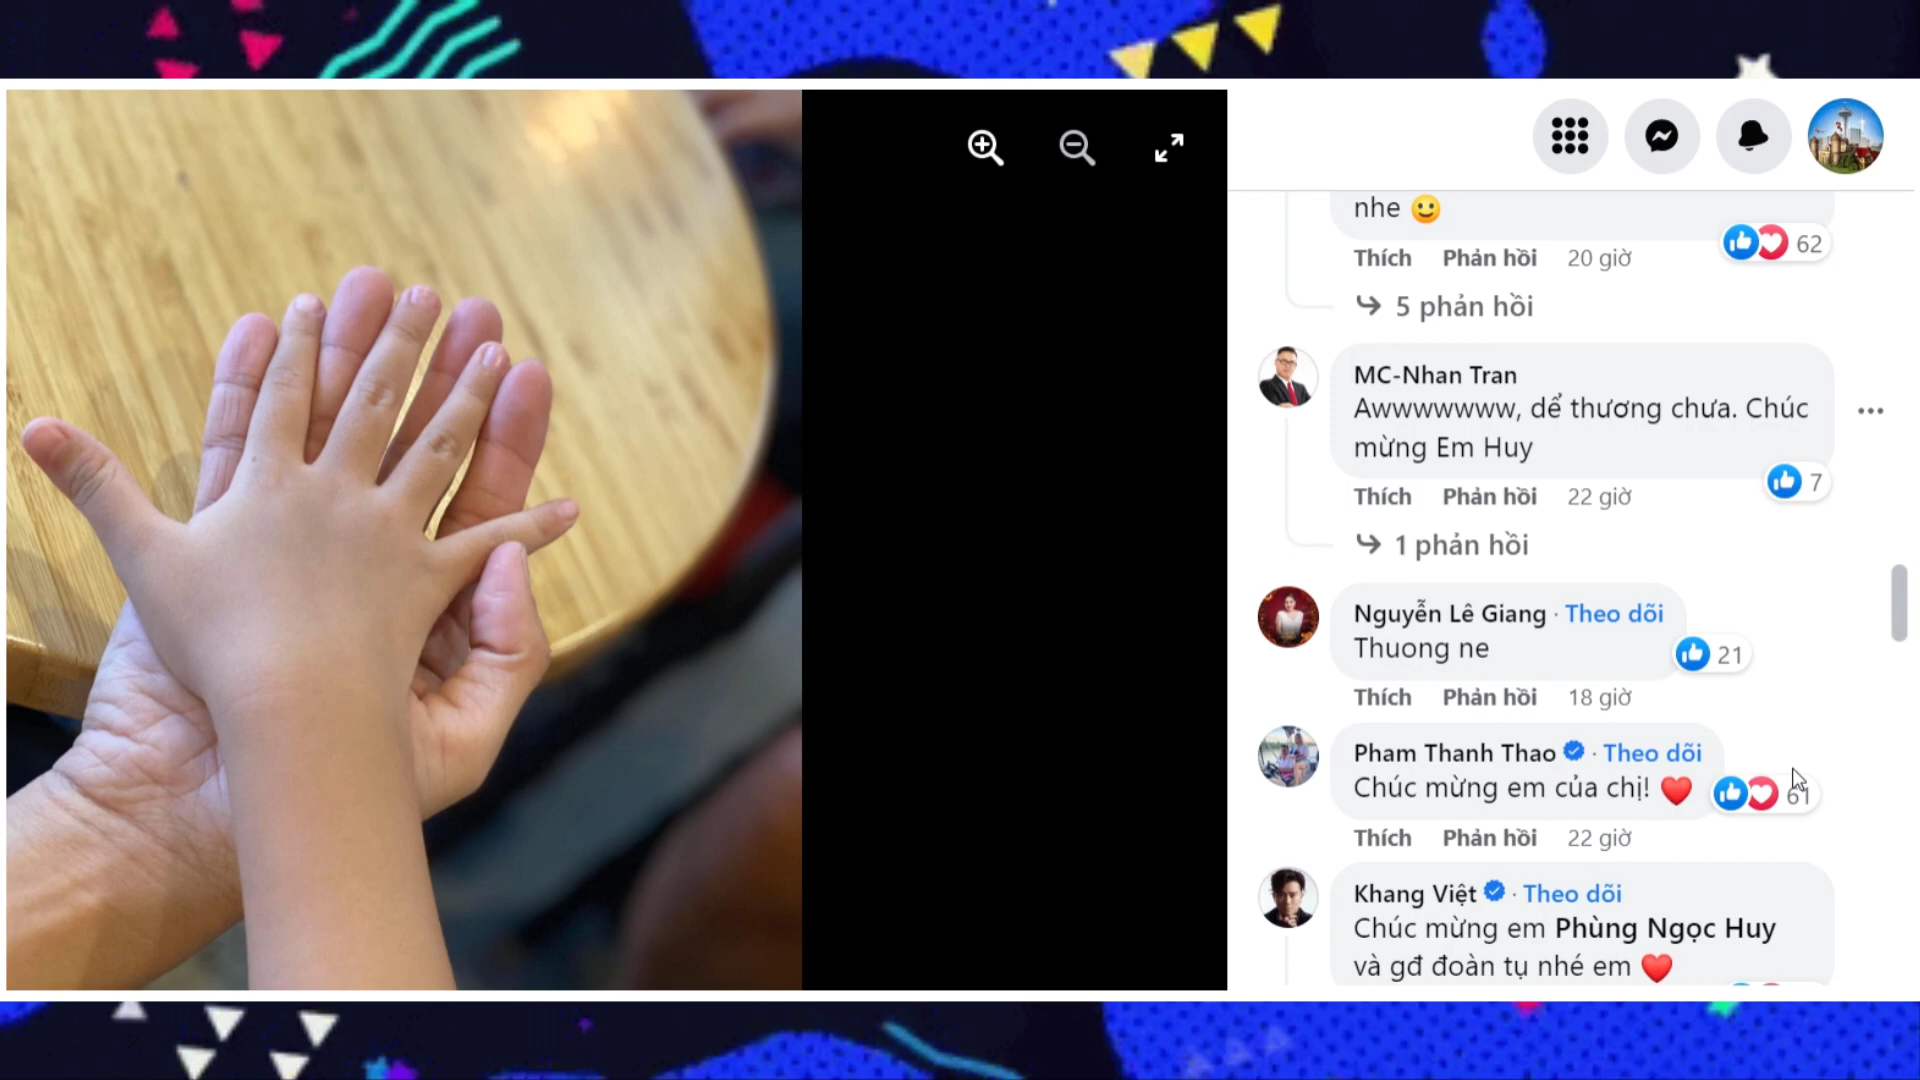 nhe 🙂
62
Thích Phản hồi 20 giờ
5 phản hồi
MC-Nhan Tran
Awwwwwww, dể thương chưa. Chúc
mừng Em Huy
7
Thích Phản hồi 22 giờ
1 phản hồi
Nguyễn Lê Giang · Theo dõi
Thuong ne
21
Thích Phản hồi 18 giờ
Pham Thanh Thao · Theo dõi
Chúc mừng em của chị! ❤️
61
Thích Phản hồi 22 giờ
Khang Việt · Theo dõi
Chúc mừng em Phùng Ngọc Huy
và gđ đoàn tụ nhé em ❤️